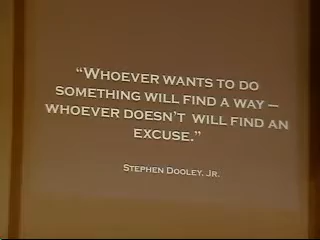 “Whoever wants to do
something will find a way –
whoever doesn't will find an
excuse.”
Stephen Dooley, Jr.